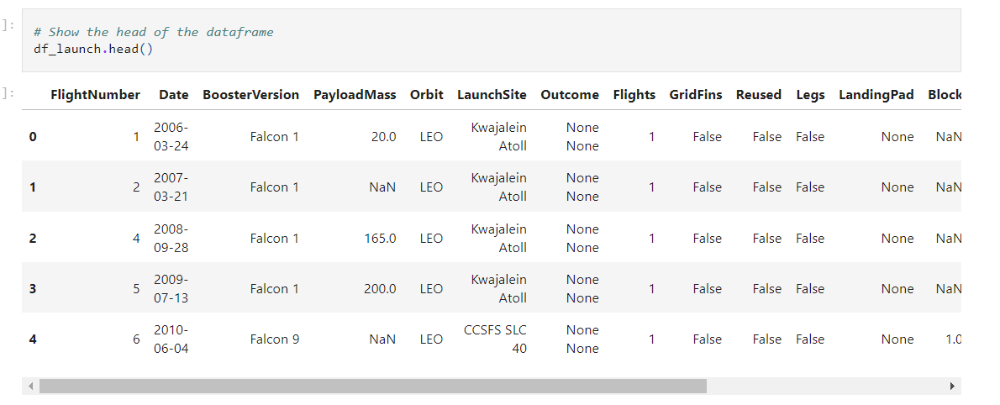 ]:
# Show the head of the dataframe
df_launch.head()
]:
FlightNumber Date BoosterVersion PayloadMass Orbit LaunchSite Outcome Flights GridFins Reused Legs LandingPad Block
0 1 2006-03-24 Falcon 1 20.0 LEO Kwajalein Atoll None None 1 False False False None NaN
1 2 2007-03-21 Falcon 1 NaN LEO Kwajalein Atoll None None 1 False False False None NaN
2 4 2008-09-28 Falcon 1 165.0 LEO Kwajalein Atoll None None 1 False False False None NaN
3 5 2009-07-13 Falcon 1 200.0 LEO Kwajalein Atoll None None 1 False False False None NaN
4 6 2010-06-04 Falcon 9 NaN LEO CCSFS SLC 40 None None 1 False False False None 1.0